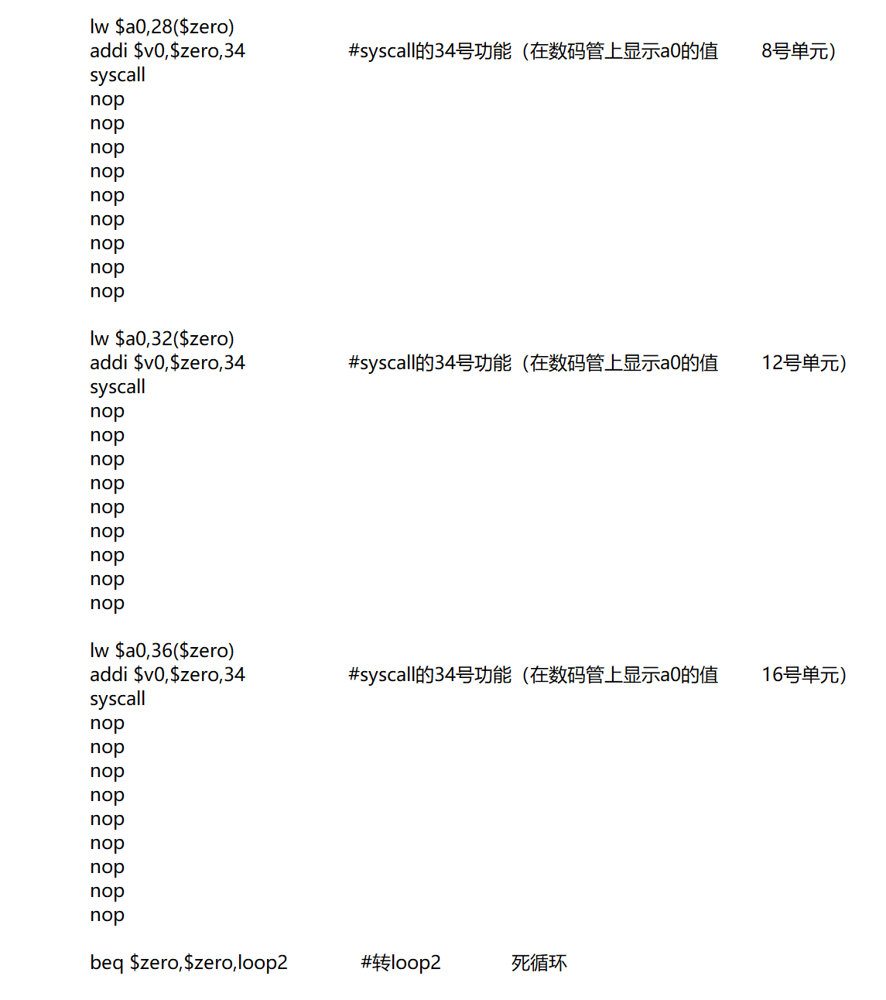 lw $a0,28($zero)
addi $v0,$zero,34 #syscall的34号功能（在数码管上显示a0的值 8号单元）
syscall
nop
nop
nop
nop
nop
nop
nop
nop
nop
lw $a0,32($zero)
addi $v0,$zero,34 #syscall的34号功能（在数码管上显示a0的值 12号单元）
syscall
nop
nop
nop
nop
nop
nop
nop
nop
nop
lw $a0,36($zero)
addi $v0,$zero,34 #syscall的34号功能（在数码管上显示a0的值 16号单元）
syscall
nop
nop
nop
nop
nop
nop
nop
nop
nop
beq $zero,$zero,loop2 #转loop2 死循环